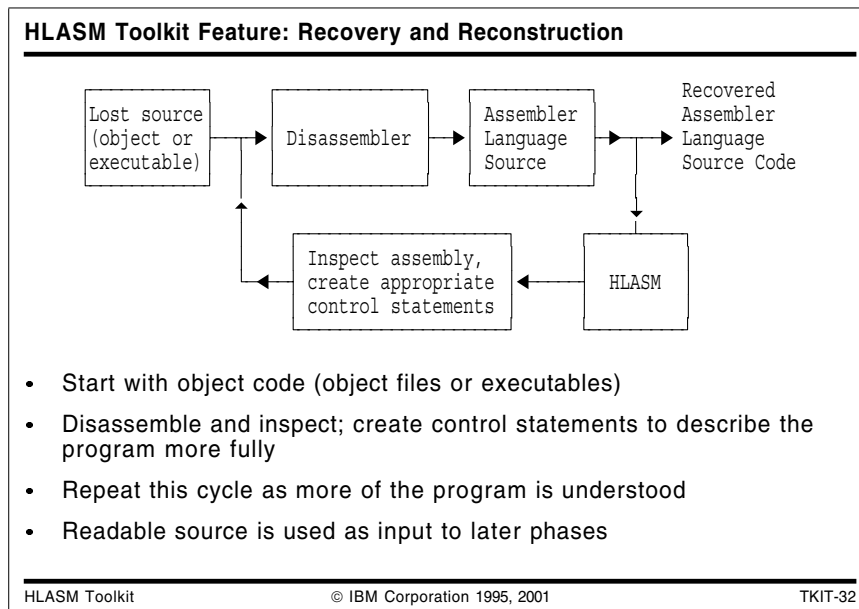 HLASM Toolkit Feature: Recovery and Reconstruction
Lost source
(object or
executable)
Disassembler
Assembler
Language
Source
Recovered
Assembler
Language
Source Code
Inspect assembly,
create appropriate
control statements
HLASM
• Start with object code (object files or executables)
• Disassemble and inspect; create control statements to describe the
program more fully
• Repeat this cycle as more of the program is understood
• Readable source is used as input to later phases
HLASM Toolkit © IBM Corporation 1995, 2001 TKIT-32